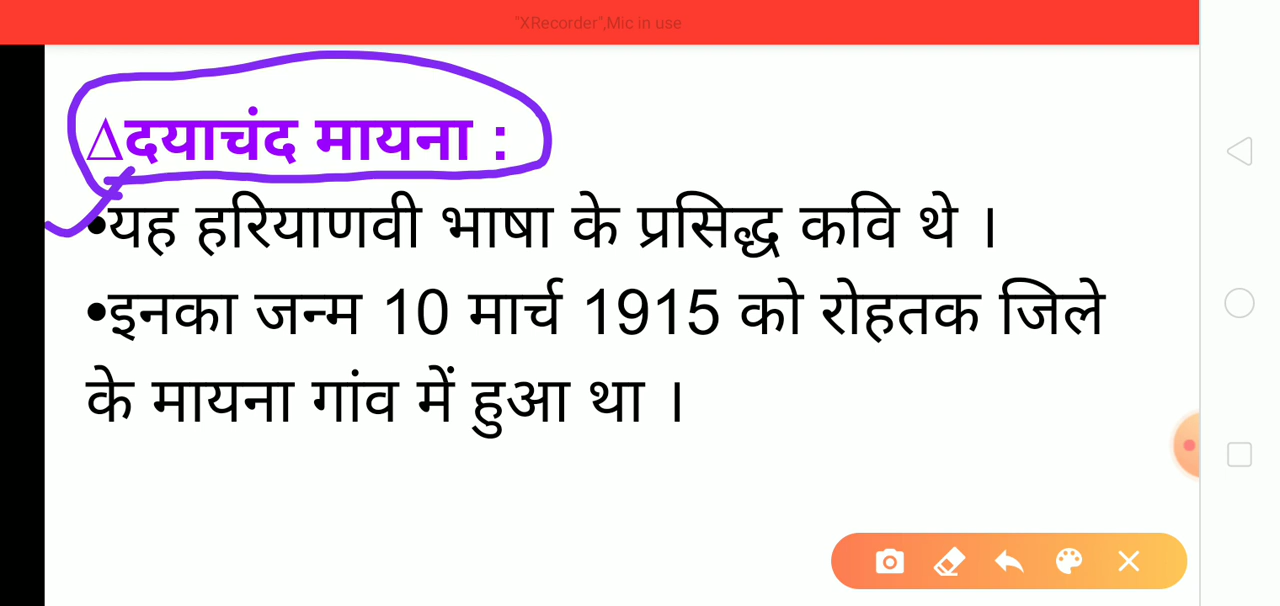 "XRecorder",Mic in use
∆दयाचंद मायना :
•यह हरियाणवी भाषा के प्रसिद्ध कवि थे ।
•इनका जन्म 10 मार्च 1915 को रोहतक जिले
के मायना गांव में हुआ था ।